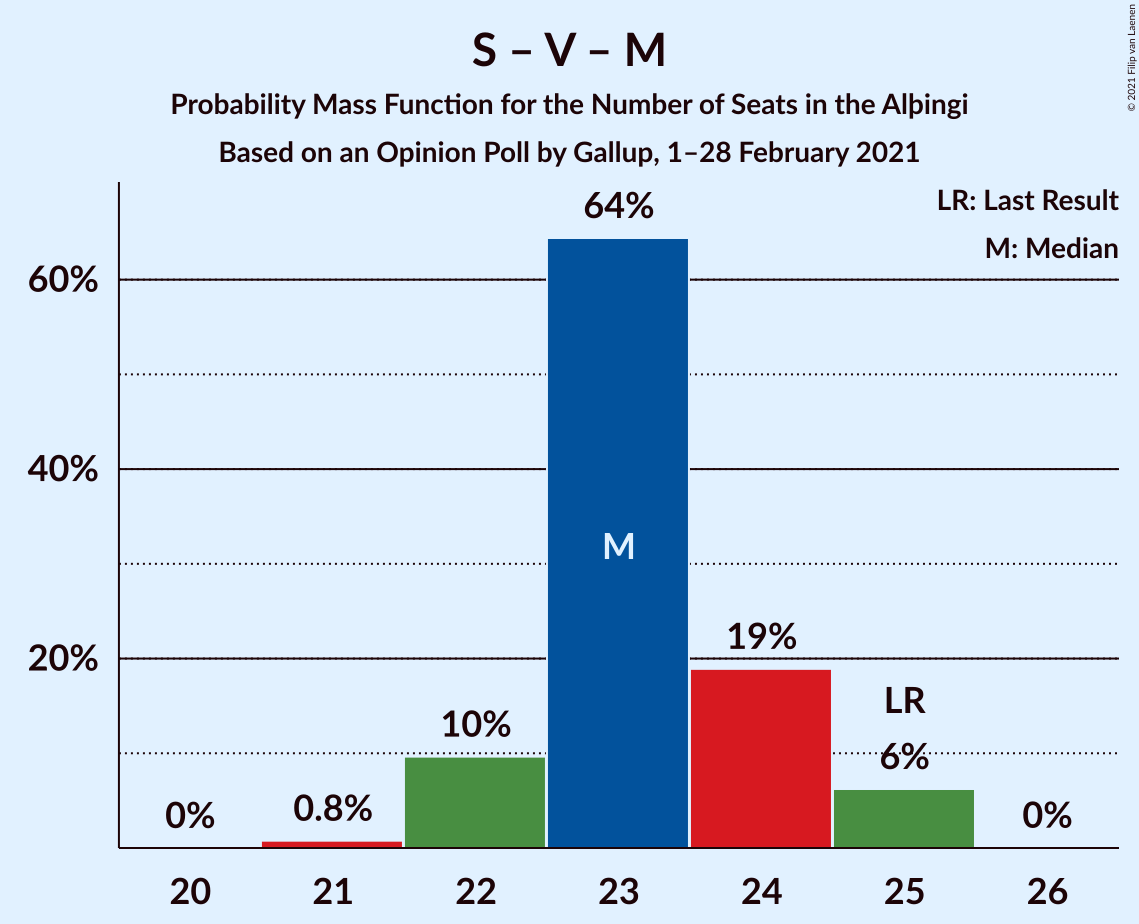 S – V – M
Probability Mass Function for the Number of Seats in the Alþingi
Based on an Opinion Poll by Gallup, 1–28 February 2021
© 2021 Filip van Laenen
LR: Last Result
M: Median
64%
60%
40%
M
19%
20%
LR
10%
6%
0.8%
0%
0%
20 21 22 23 24 25 26